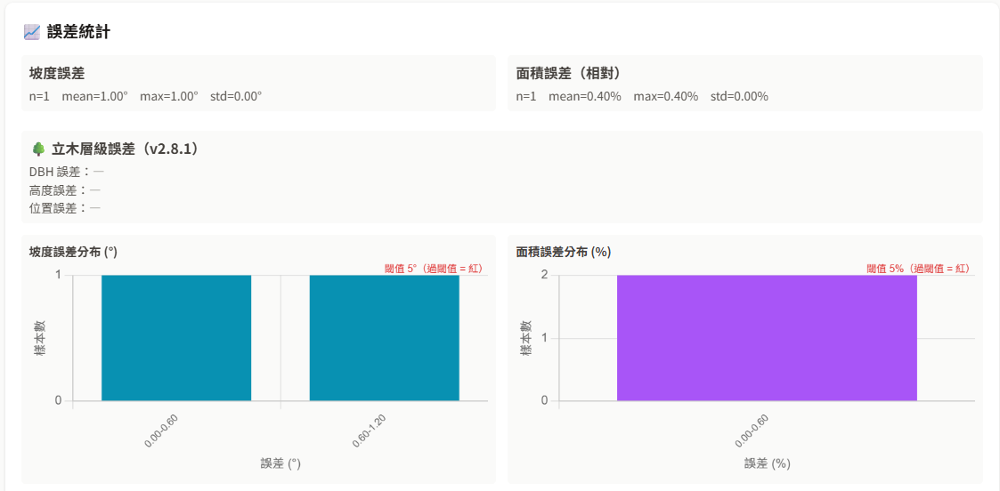 誤差統計
坡度誤差
n=1 mean=1.00° max=1.00° std=0.00°
面積誤差（相對）
n=1 mean=0.40% max=0.40% std=0.00%
立木層級誤差（v2.8.1）
DBH 誤差：—
高度誤差：—
位置誤差：—
坡度誤差分布 (°)
閾值 5°（過閾值 = 紅）
1
0
樣本數
0.00-0.60
0.60-1.20
誤差 (°)
面積誤差分布 (%)
閾值 5%（過閾值 = 紅）
2
1
0
樣本數
0.00-0.60
誤差 (%)